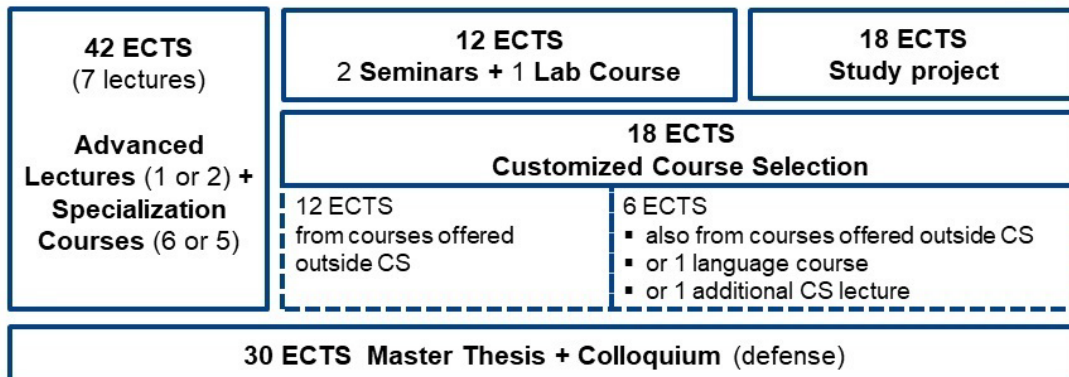 42 ECTS
(7 lectures)
Advanced
Lectures (1 or 2) +
Specialization
Courses (6 or 5)
12 ECTS
2 Seminars + 1 Lab Course
18 ECTS
Study project
18 ECTS
Customized Course Selection
12 ECTS
from courses offered
outside CS
6 ECTS
▪ also from courses offered outside CS
▪ or 1 language course
▪ or 1 additional CS lecture
30 ECTS Master Thesis + Colloquium (defense)